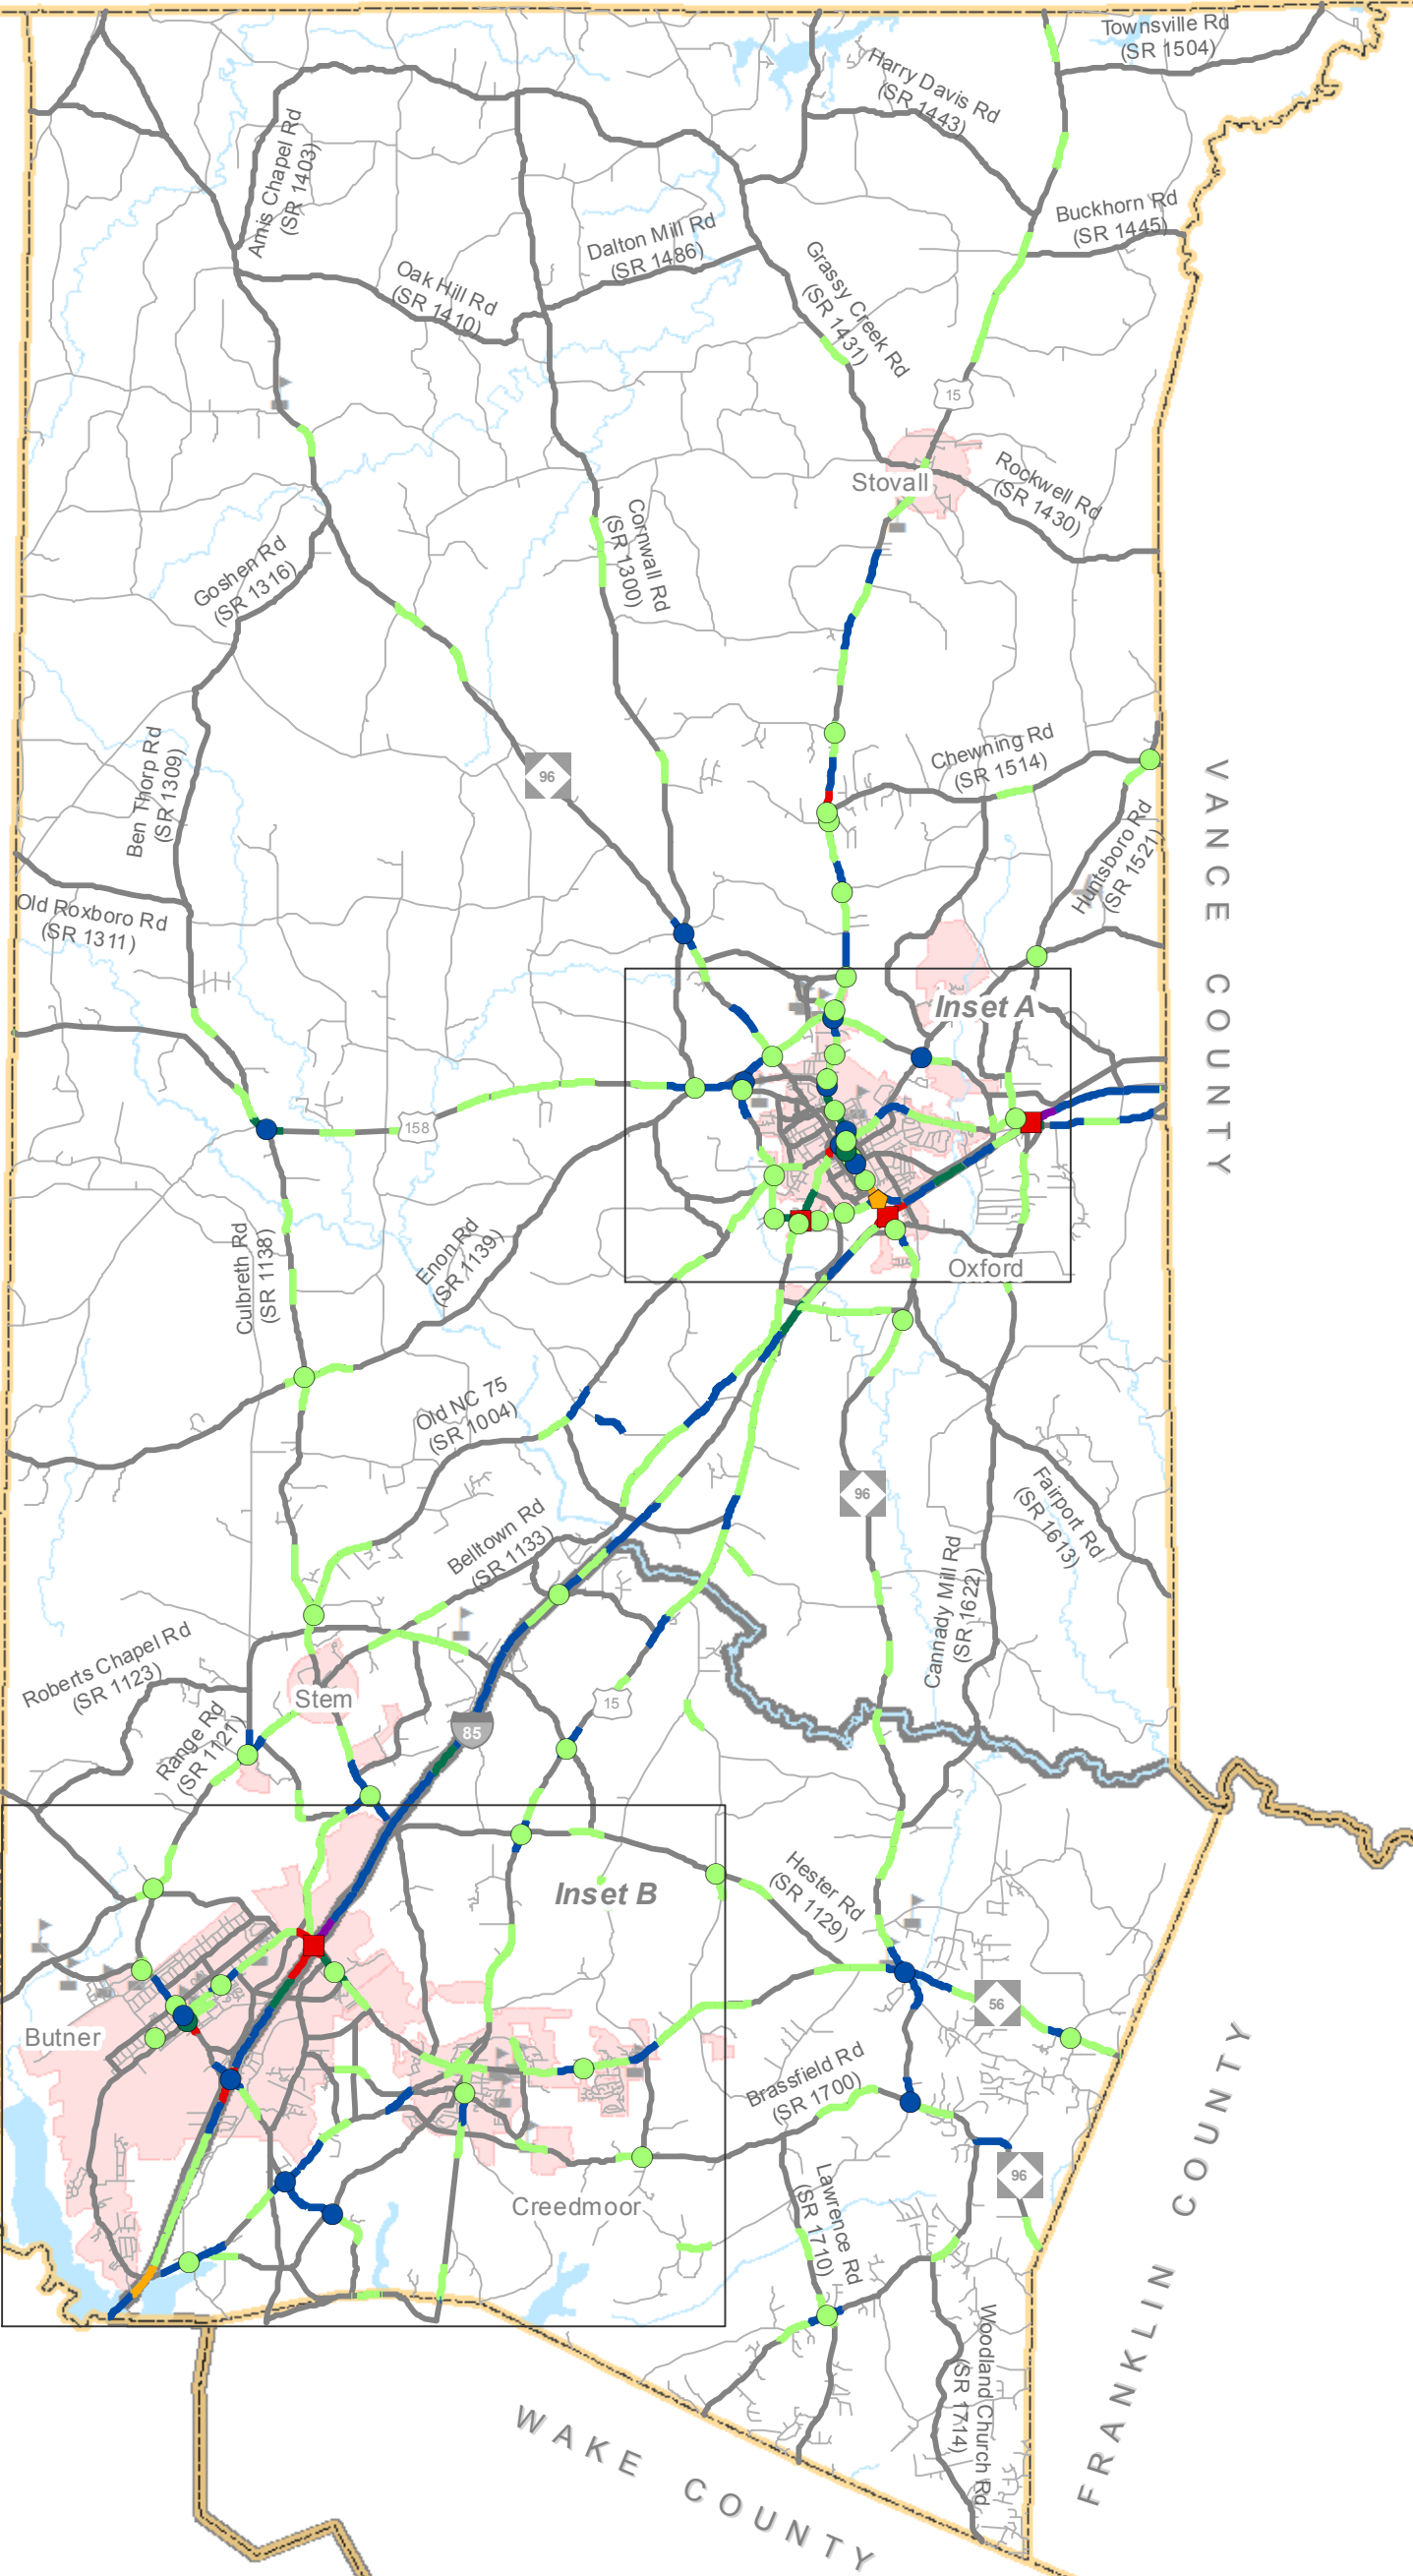 Townsville Rd
(SR 1504)
Harry Davis Rd
(SR 1443)
Amis Chapel Rd
(SR 1403)
Buckhorn Rd
(SR 1445)
Dalton Mill Rd
(SR 1486)
Grassy Creek Rd
(SR 1431)
Oak Hill Rd
(SR 1410)
15
Stovall
Rockwell Rd
(SR 1430)
Cornwall Rd
(SR 1300)
Goshen Rd
(SR 1316)
Ben Thorp Rd
(SR 1309)
96
Chewning Rd
(SR 1514)
VANCE COUNTY
Huntsboro Rd
(SR 1521)
Old Roxboro Rd
(SR 1311)
Inset A
158
Culbreth Rd
(SR 1138)
Enon Rd
(SR 1139)
Oxford
Old NC 75
(SR 1004)
96
Fairport Rd
(SR 1613)
Belltown Rd
(SR 1133)
Cannady Mill Rd
(SR 1622)
Roberts Chapel Rd
(SR 1123)
Stem
15
Range Rd
(SR 1121)
85
Hester Rd
(SR 1129)
Inset B
56
Butner
Brassfield Rd
(SR 1700)
96
Lawrence Rd
(SR 1710)
Creedmoor
FRANKLIN COUNTY
Woodland Church Rd
(SR 1714)
WAKE COUNTY